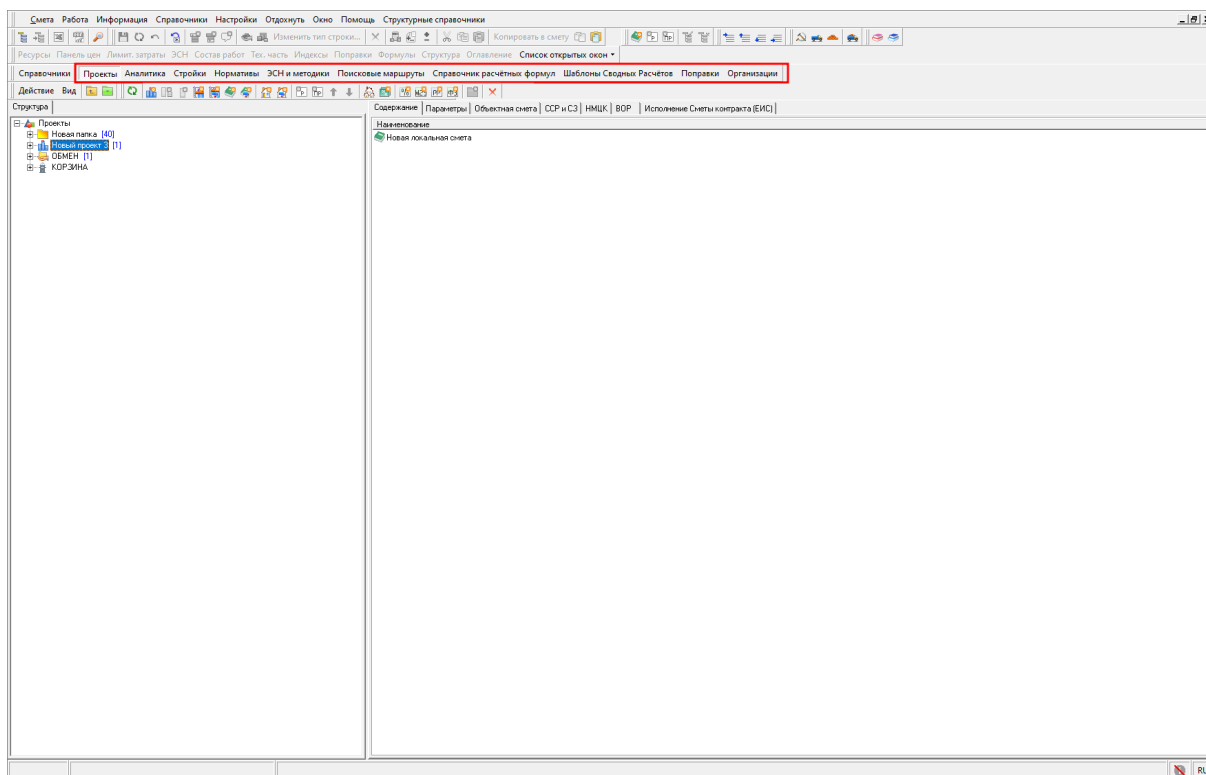 Смета Работа Информация Справочники Настройки Отдохнуть Окно Помощь Структурные справочники
Изменить тип строки... Копировать в смету
Ресурсы Панель цен Лимит. затраты ЭСН Состав работ Тех. часть Индексы Поправки Формулы Структура Оглавление Список открытых окон
Справочники Проекты Аналитика Стройки Нормативы ЭСН и методики Поисковые маршруты Справочник расчётных формул Шаблоны Сводных Расчётов Поправки Организации
Действие Вид
Структура Содержание Параметры Объектная смета ССР и СЗ НМЦК ВОР Исполнение Сметы контракта (ЕИС)
Проекты Наименование
Новая папка [40] Новая локальная смета
Новый проект 3 [1]
ОБМЕН [1]
КОРЗИНА
RU